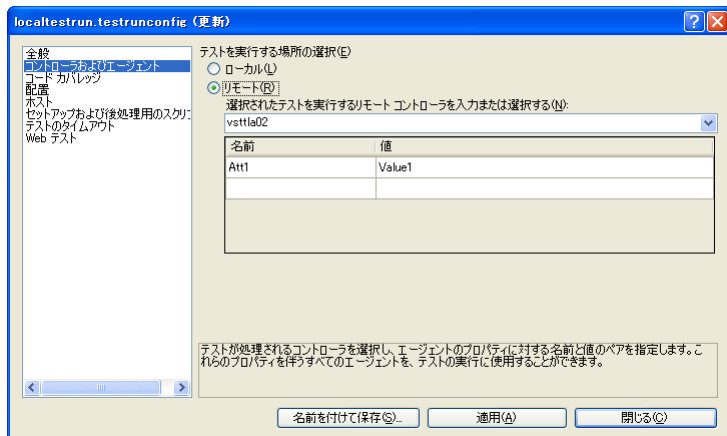 localtestrun.testrunconfig (更新)
全般
コントローラおよびエージェント
コード カバレッジ
配置
ホスト
セットアップおよび後処理用のスクリプ
テストのタイムアウト
Web テスト
テストを実行する場所の選択(E)
ローカル(L)
リモート(R)
選択されたテストを実行するリモート コントローラを入力または選択する(N):
vsttla02
名前 値
Att1 Value1
テストが処理されるコントローラを選択し、エージェントのプロパティに対する名前と値のペアを指定します。こ
れらのプロパティを伴うすべてのエージェントを、テストの実行に使用することができます。
名前を付けて保存(S)... 適用(A) 閉じる(C)